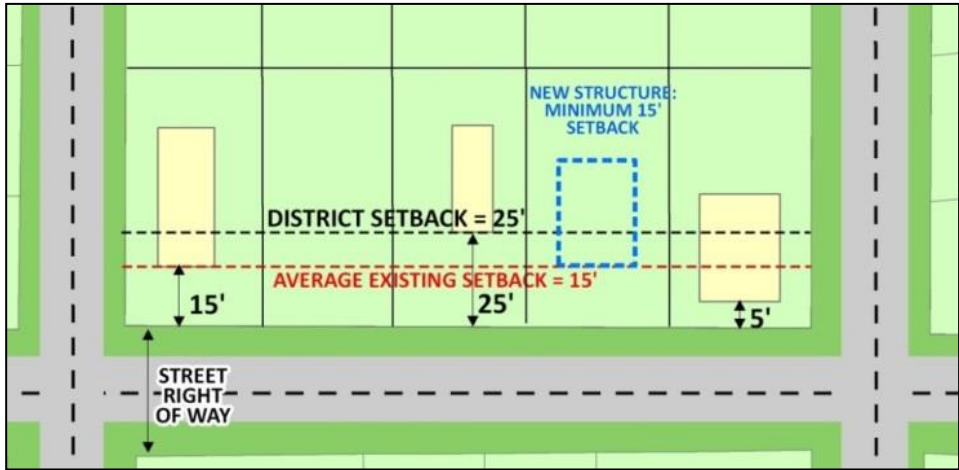 NEW STRUCTURE:
MINIMUM 15'
SETBACK
DISTRICT SETBACK = 25'
AVERAGE EXISTING SETBACK = 15'
15'
25'
5'
STREET
RIGHT
OF WAY